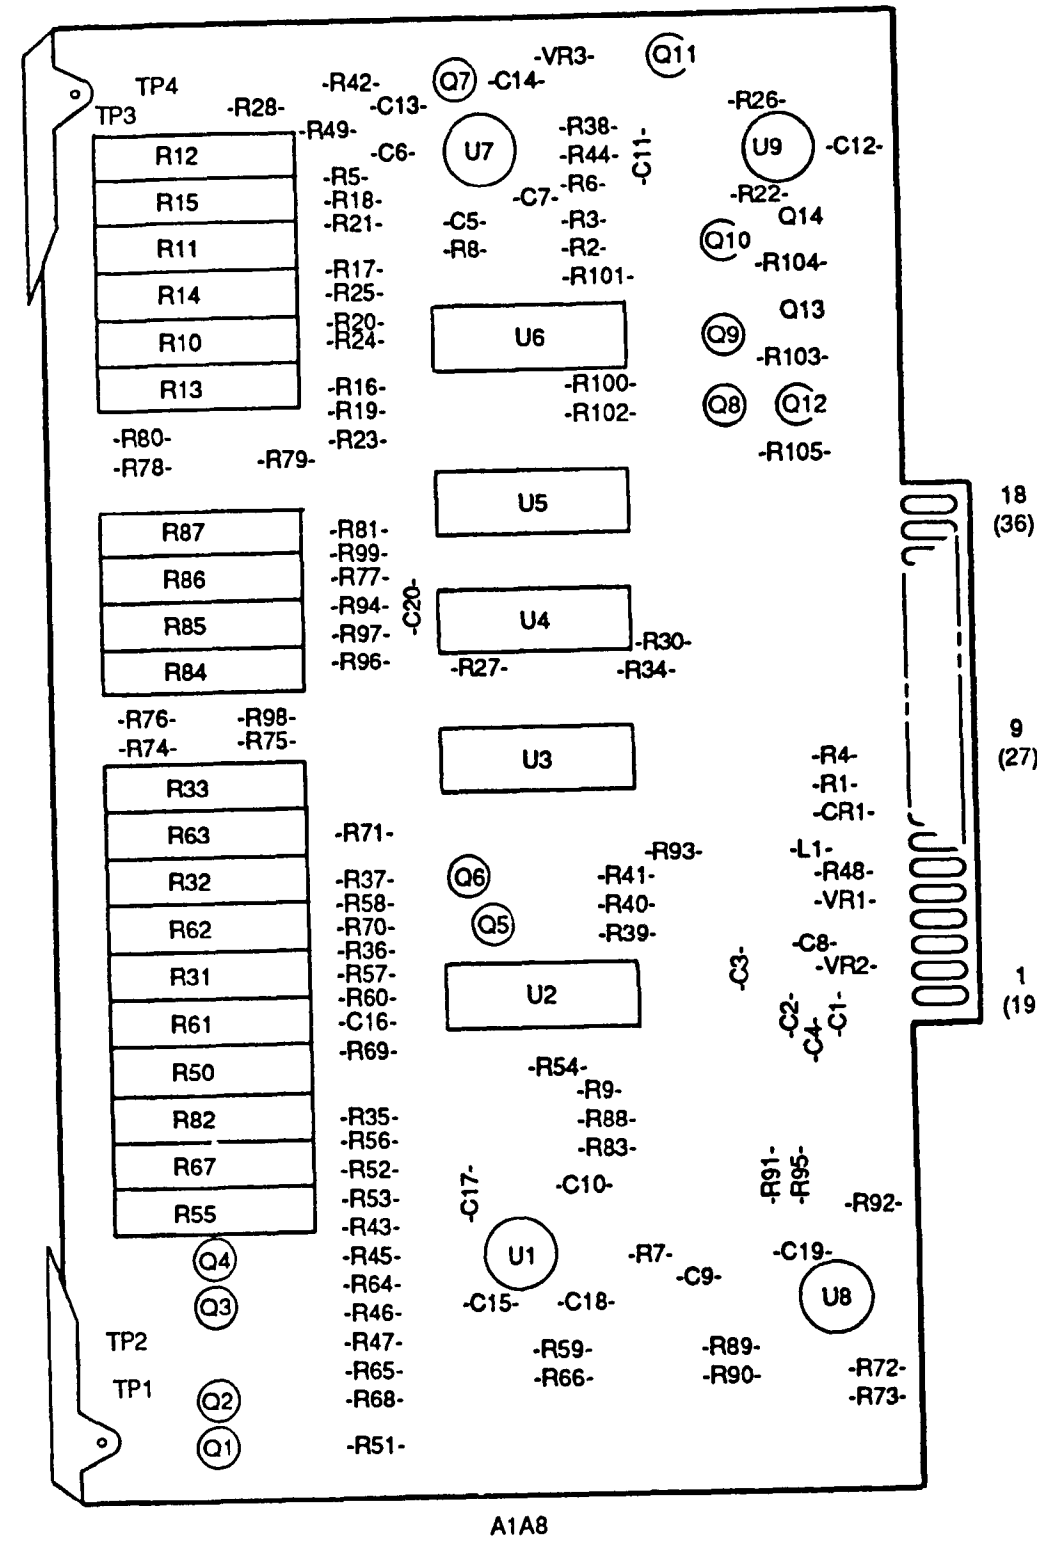 -VR3-
Q11
Q7
-C14-
TP4
-R42-
-R28-
-C13-
-R26-
TP3
-R49-
-R38-
R12
-C6-
U7
-R44-
-C11-
U9
-C12-
-R5-
-R6-
R15
-R18-
-C7-
-R22-
-R21-
-C5-
-R3-
Q14
R11
-R8-
-R2-
Q10
-R17-
-R101-
-R104-
R14
-R25-
-R20-
U6
Q13
R10
-R24-
Q9
-R103-
R13
-R16-
-R100-
-R19-
-R102-
Q8
Q12
-R80-
-R23-
-R78-
-R79-
-R105-
18
(36)
R87
-R81-
U5
-R99-
R86
-R77-
-R94-
-C20-
R85
-R97-
U4
-R30-
R84
-R96-
-R27-
-R34-
-R76-
-R98-
-R74-
-R75-
9
(27)
R33
U3
-R4-
-R1-
-CR1-
R63
-R71-
-R93-
-L1-
R32
-R37-
Q6
-R41-
-R48-
-R58-
-R40-
-VR1-
R62
-R70-
Q5
-R39-
-R36-
-C8-
R31
-R57-
-C3-
-VR2-
-R60-
U2
1
(19
R61
-C16-
-C2-
-C4-
-C1-
-R69-
R50
-R54-
-R9-
R82
-R35-
-R88-
-R56-
-R83-
R67
-R52-
-C10-
-R91-
-R95-
R55
-R53-
-C17-
-R92-
-R43-
Q4
-R45-
U1
-R7-
-C19-
-R64-
-C9-
Q3
-R46-
-C15-
-C18-
U8
TP2
-R47-
-R59-
-R89-
TP1
-R65-
-R66-
-R90-
-R72-
Q2
-R68-
-R73-
Q1
-R51-
A1A8